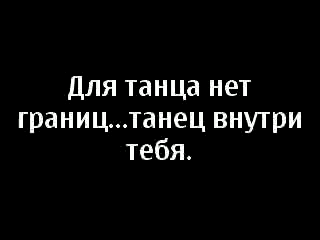 Для танца нет
границ...танец внутри
тебя.